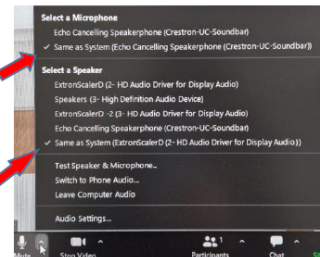 Select a Microphone
Echo Cancelling Speakerphone (Crestron-UC-Soundbar)
✓ Same as System (Echo Cancelling Speakerphone (Crestron-UC-Soundbar))
Select a Speaker
ExtronScalerD (2- HD Audio Driver for Display Audio)
Speakers (3- High Definition Audio Device)
ExtronScalerD -2 (3- HD Audio Driver for Display Audio)
Echo Cancelling Speakerphone (Crestron-UC-Soundbar)
✓ Same as System (ExtronScalerD (2- HD Audio Driver for Display Audio))
Test Speaker & Microphone...
Switch to Phone Audio...
Leave Computer Audio
Audio Settings...
1
Mute Stop Video Participants Chat